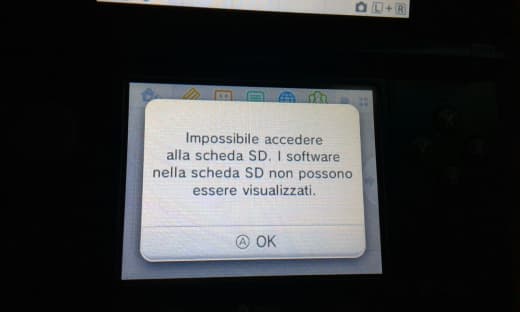 L+R
Impossibile accedere
alla scheda SD. I software
nella scheda SD non possono
essere visualizzati.
A OK
X